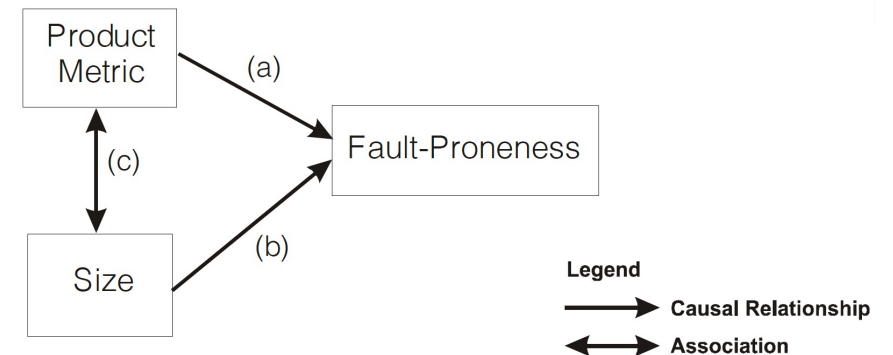 Product
Metric
(a)
Fault-Proneness
(c)
(b)
Size
Legend
Causal Relationship
Association